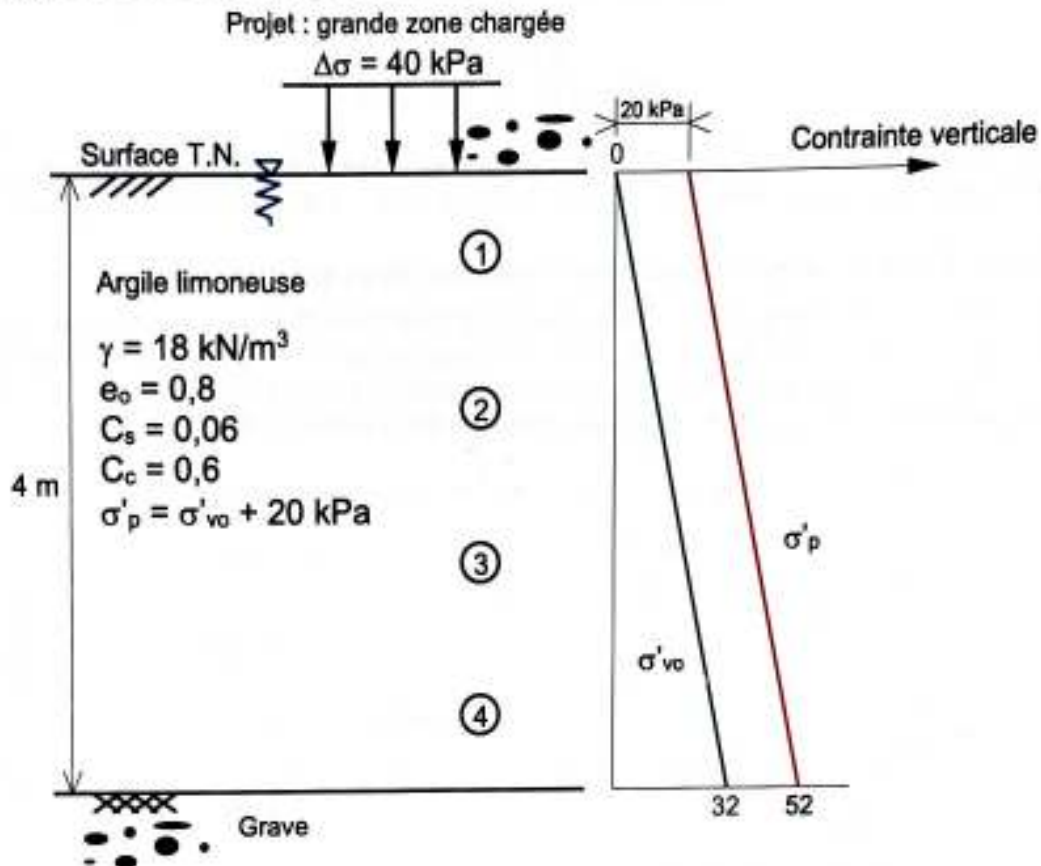 Projet : grande zone chargée
Δσ = 40 kPa
20 kPa
0
Contrainte verticale
Surface T.N.
1
Argile limoneuse
γ = 18 kN/m³
eₒ = 0,8
Cₛ = 0,06
C꜀ = 0,6
σ'ₚ = σ'ᵥₒ + 20 kPa
2
4 m
3
σ'ₚ
σ'ᵥₒ
4
32
52
Grave